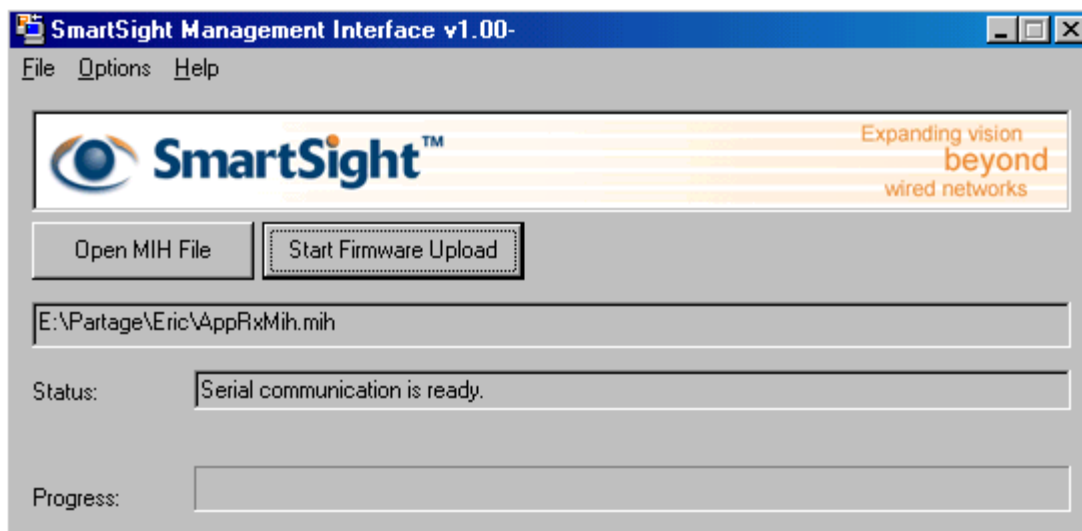 SmartSight Management Interface v1.00-
File Options Help
SmartSight™
Expanding vision
beyond
wired networks
Open MIH File
Start Firmware Upload
E:\Partage\Eric\AppRxMih.mih
Status:
Serial communication is ready.
Progress: